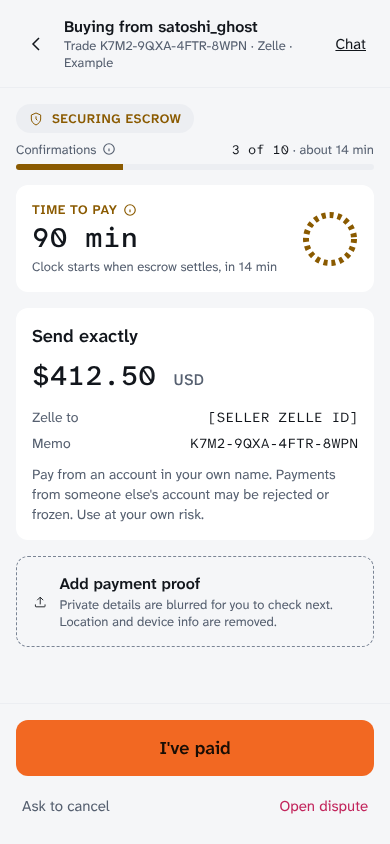 Buying from satoshi_ghost
Trade K7M2-9QXA-4FTR-8WPN · Zelle ·
Example
Chat
SECURING ESCROW
Confirmations
3 of 10 · about 14 min
TIME TO PAY
90 min
Clock starts when escrow settles, in 14 min
Send exactly
$412.50 USD
Zelle to [SELLER ZELLE ID]
Memo K7M2-9QXA-4FTR-8WPN
Pay from an account in your own name. Payments
from someone else's account may be rejected or
frozen. Use at your own risk.
Add payment proof
Private details are blurred for you to check next.
Location and device info are removed.
I've paid
Ask to cancel
Open dispute